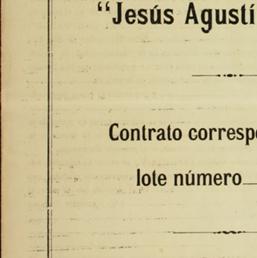 “Jesús Agustí
Contrato corresp
lote número